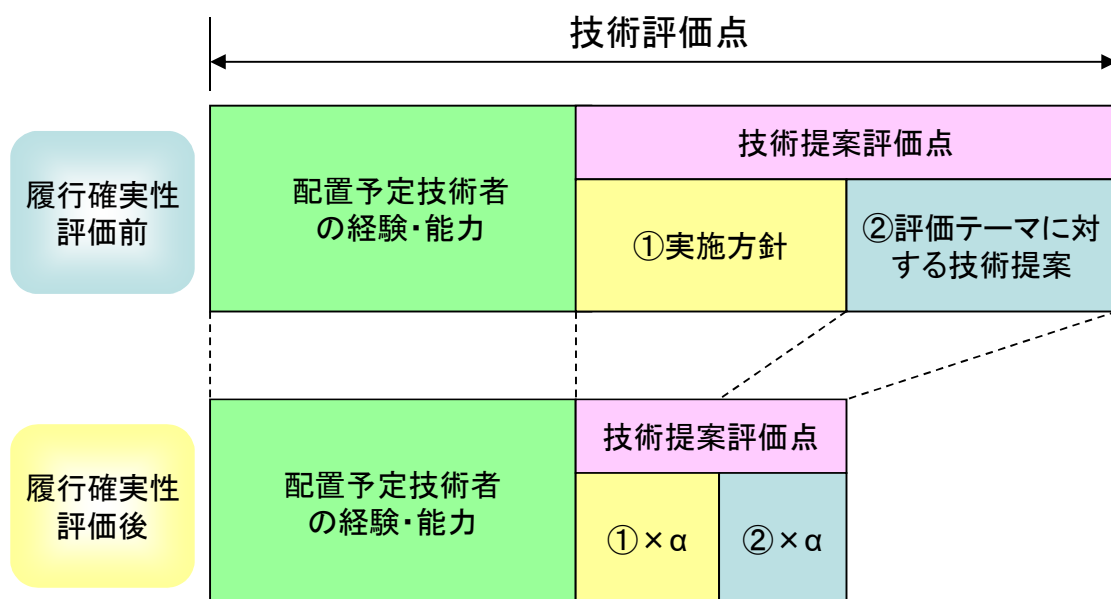 技術評価点
履行確実性
評価前
配置予定技術者
の経験・能力
技術提案評価点
①実施方針
②評価テーマに対
する技術提案
履行確実性
評価後
配置予定技術者
の経験・能力
技術提案評価点
①×α
②×α